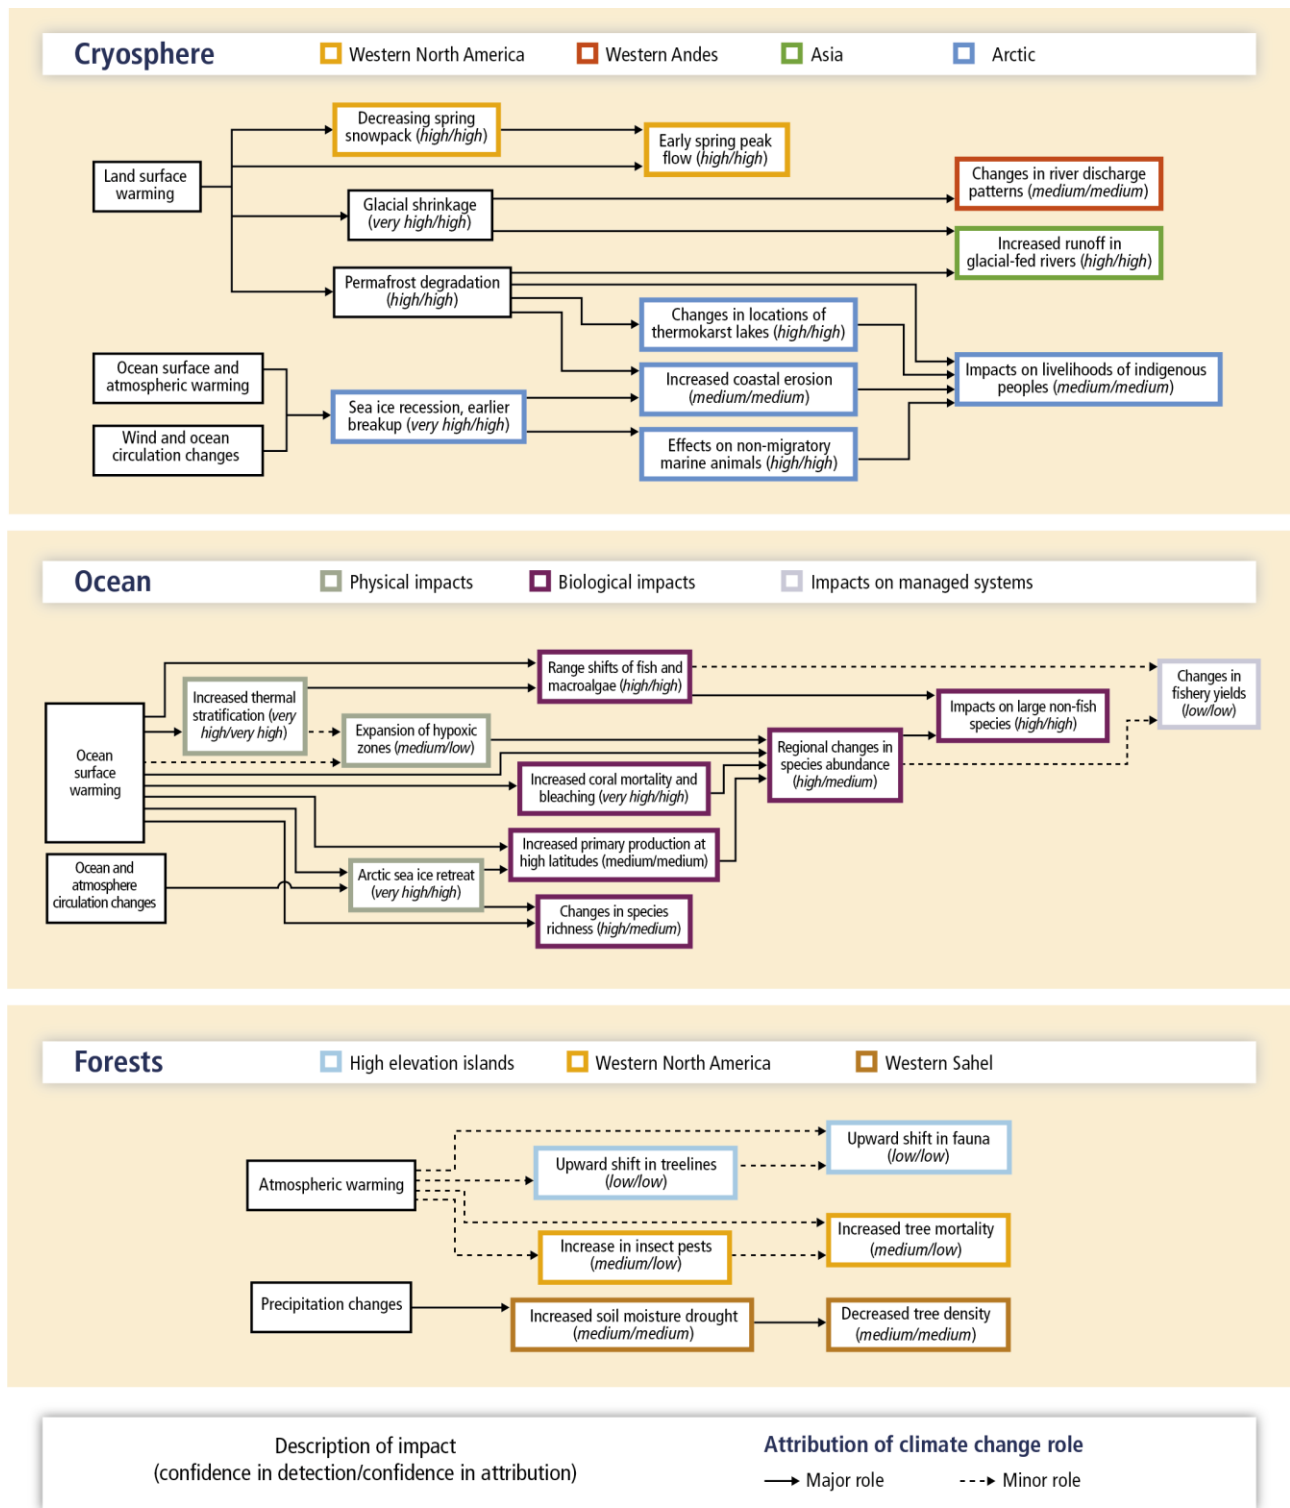 Cryosphere
Western North America
Western Andes
Asia
Arctic
Decreasing spring
snowpack (high/high)
Early spring peak
flow (high/high)
Land surface
warming
Changes in river discharge
patterns (medium/medium)
Glacial shrinkage
(very high/high)
Increased runoff in
glacial-fed rivers (high/high)
Permafrost degradation
(high/high)
Changes in locations of
thermokarst lakes (high/high)
Ocean surface and
atmospheric warming
Increased coastal erosion
(medium/medium)
Impacts on livelihoods of indigenous
peoples (medium/medium)
Sea ice recession, earlier
breakup (very high/high)
Wind and ocean
circulation changes
Effects on non-migratory
marine animals (high/high)
Ocean
Physical impacts
Biological impacts
Impacts on managed systems
Range shifts of fish and
macroalgae (high/high)
Changes in
fishery yields
(low/low)
Increased thermal
stratification (very
high/very high)
Impacts on large non-fish
species (high/high)
Expansion of hypoxic
zones (medium/low)
Regional changes in
species abundance
(high/medium)
Ocean
surface
warming
Increased coral mortality and
bleaching (very high/high)
Increased primary production at
high latitudes (medium/medium)
Ocean and
atmosphere
circulation changes
Arctic sea ice retreat
(very high/high)
Changes in species
richness (high/medium)
Forests
High elevation islands
Western North America
Western Sahel
Upward shift in fauna
(low/low)
Upward shift in treelines
(low/low)
Atmospheric warming
Increased tree mortality
(medium/low)
Increase in insect pests
(medium/low)
Precipitation changes
Increased soil moisture drought
(medium/medium)
Decreased tree density
(medium/medium)
Description of impact
(confidence in detection/confidence in attribution)
Attribution of climate change role
Major role
Minor role